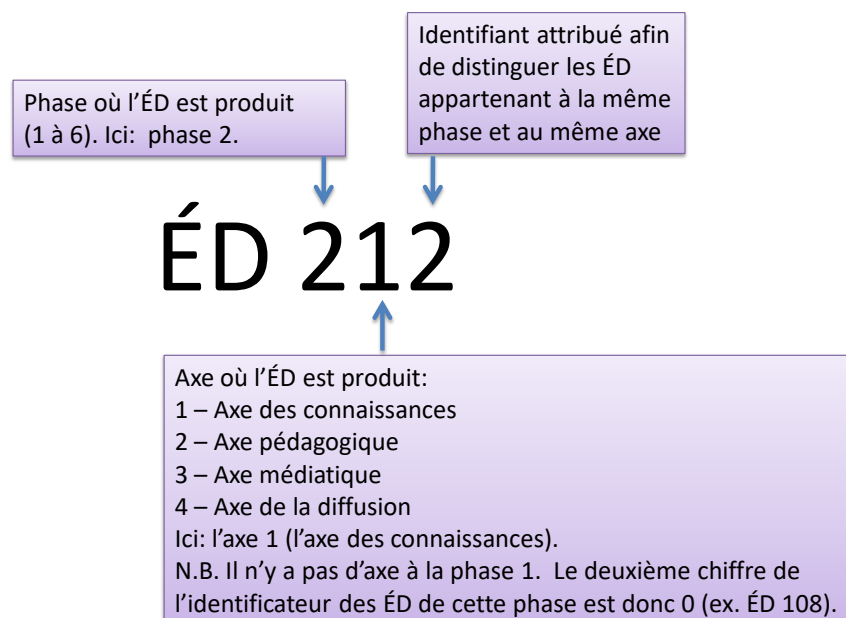 Identifiant attribué afin
de distinguer les ÉD
appartenant à la même
phase et au même axe
Phase où l’ÉD est produit
(1 à 6). Ici:  phase 2.
ÉD 212
Axe où l’ÉD est produit:
1 – Axe des connaissances
2 – Axe pédagogique
3 – Axe médiatique
4 – Axe de la diffusion
Ici: l’axe 1 (l’axe des connaissances).
N.B. Il n’y a pas d’axe à la phase 1.  Le deuxième chiffre de
l’identificateur des ÉD de cette phase est donc 0 (ex. ÉD 108).